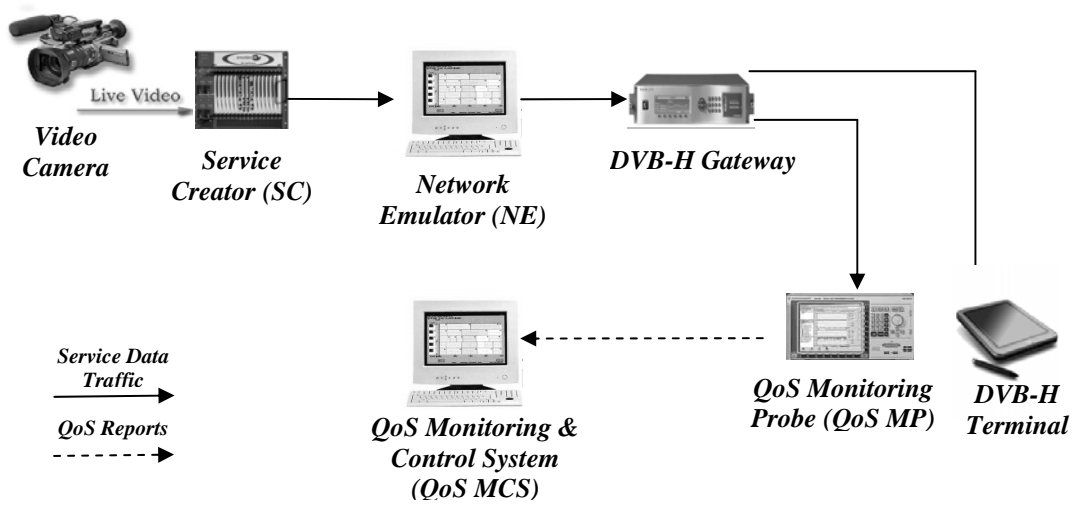 Live Video
Video
Camera
Service
Creator (SC)
Network
Emulator (NE)
DVB-H Gateway
Service Data
Traffic
QoS Reports
QoS Monitoring &
Control System
(QoS MCS)
QoS Monitoring
Probe (QoS MP)
DVB-H
Terminal